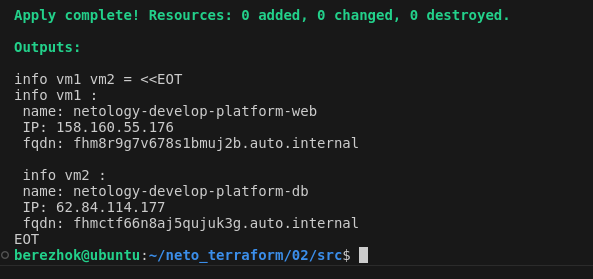 Apply complete! Resources: 0 added, 0 changed, 0 destroyed.
Outputs:
info vm1 vm2 = <<EOT
info vm1 :
name: netology-develop-platform-web
IP: 158.160.55.176
fqdn: fhm8r9g7v678s1bmuj2b.auto.internal
info vm2 :
name: netology-develop-platform-db
IP: 62.84.114.177
fqdn: fhmctf66n8aj5qujuk3g.auto.internal
EOT
berezhok@ubuntu:~/neto_terraform/02/src$